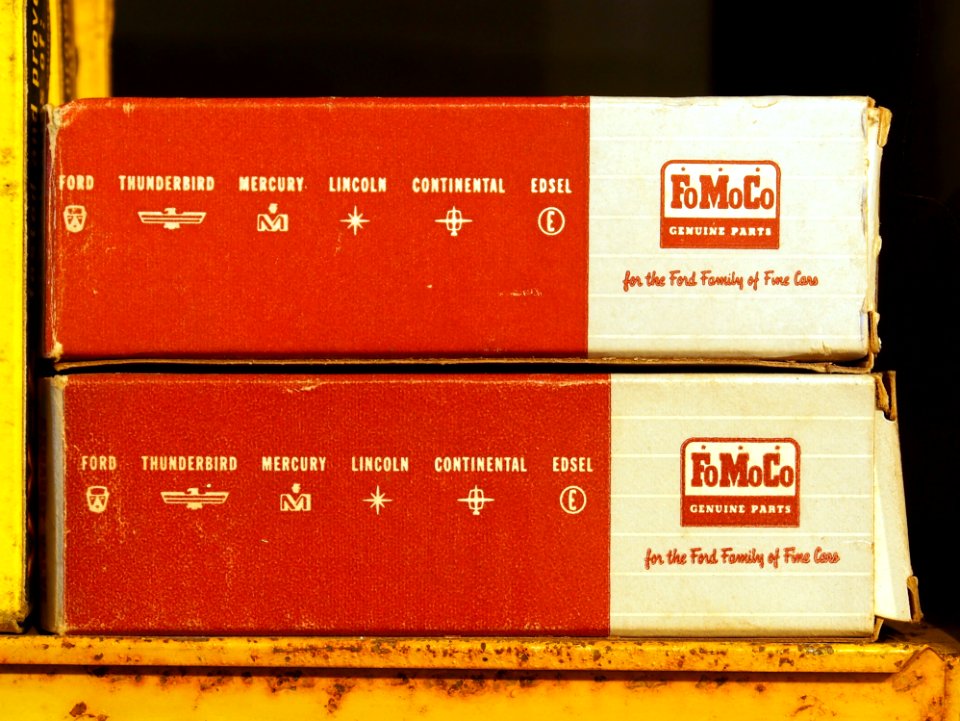 FORD THUNDERBIRD MERCURY LINCOLN CONTINENTAL EDSEL
M E
FoMoCo
GENUINE PARTS
for the Ford Family of Fine Cars
FORD THUNDERBIRD MERCURY LINCOLN CONTINENTAL EDSEL
M E
FoMoCo
GENUINE PARTS
for the Ford Family of Fine Cars